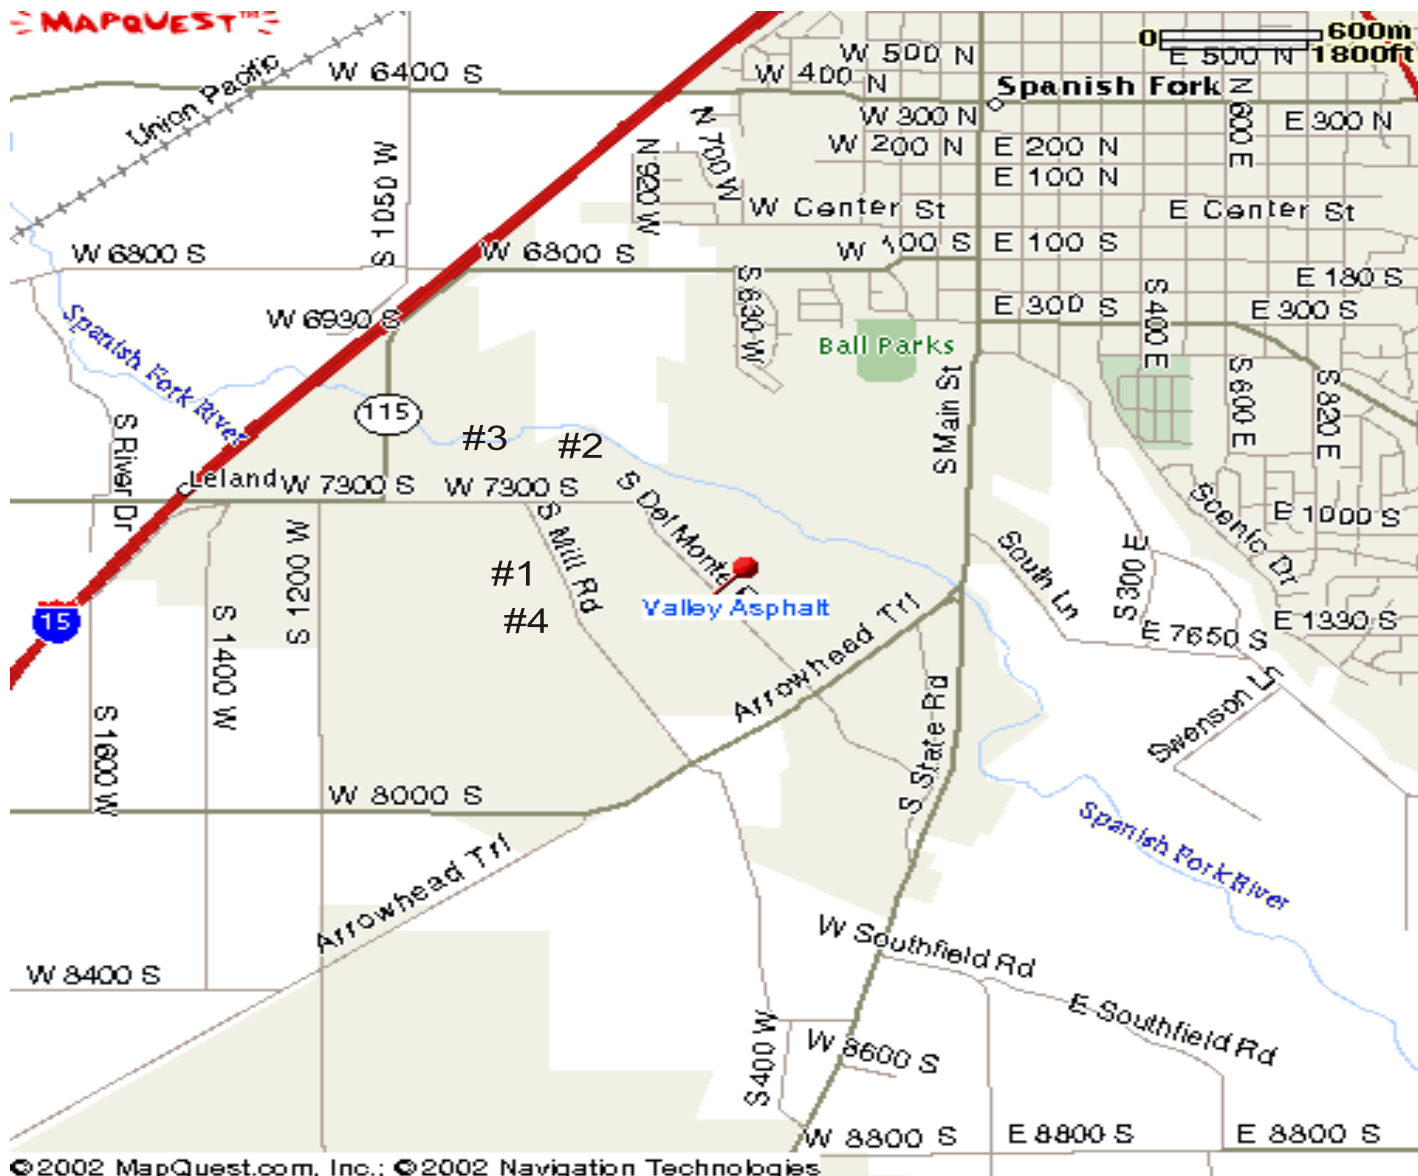 MAPQUEST™
0 600m
1800ft
W 500 N
E 500 N
W 6400 S
W 400 N
Spanish Fork
N 600 E
Union Pacific
N 700 W
W 300 N
E 300 N
S 1050 W
N 920 W
W 200 N
E 200 N
E 100 N
W Center St
E Center St
W 6800 S
W 6800 S
W 100 S
E 100 S
E 180 S
S 630 W
S 400 E
E 300 S
E 300 S
W 6930 S
Spanish Fork River
Ball Parks
S Main St
S 600 E
S 820 E
115
S River Dr
#3
#2
Leland
W 7300 S
W 7300 S
S Del Monte
Scenic Dr
E 1000 S
S 1200 W
S Mill Rd
South Ln
S 300 E
#1
Valley Asphalt
15
#4
S 1400 W
Arrowhead Trl
E 7650 S
E 1330 S
S 1600 W
S State Rd
Swenson Ln
W 8000 S
Spanish Fork River
Arrowhead Trl
W Southfield Rd
W 8400 S
E Southfield Rd
S 400 W
W 8600 S
W 8800 S
E 8800 S
E 8800 S
©2002 MapQuest.com, Inc.; ©2002 Navigation Technologies